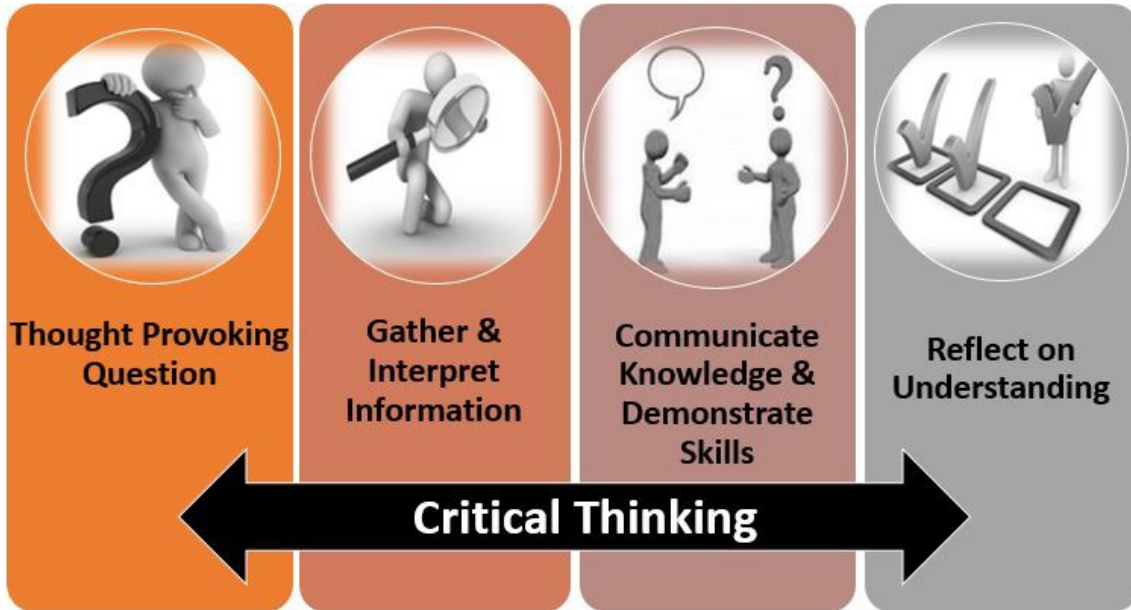 Thought Provoking
Question
Gather &
Interpret
Information
Communicate
Knowledge &
Demonstrate
Skills
Reflect on
Understanding
Critical Thinking